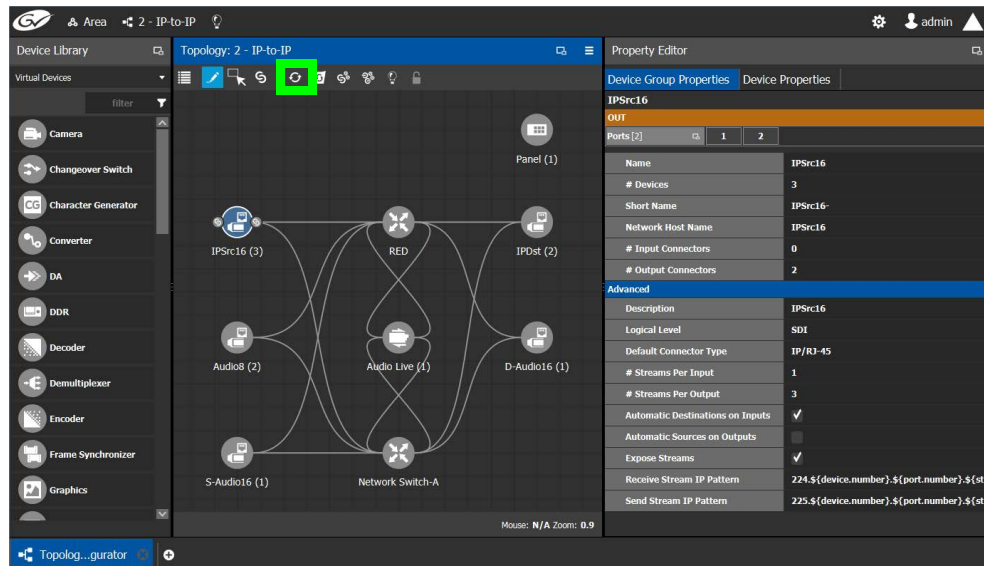 GV Area 2 - IP-to-IP admin
Device Library
Topology: 2 - IP-to-IP
Property Editor
Virtual Devices
filter
Camera
Changeover Switch
CG Character Generator
Converter
DA
DDR
Decoder
Demultiplexer
Encoder
Frame Synchronizer
Graphics
Panel (1)
IPSrc16 (3)
RED
IPDst (2)
Audio8 (2)
Audio Live (1)
D-Audio16 (1)
S-Audio16 (1)
Network Switch-A
Mouse: N/A Zoom: 0.9
Device Group Properties Device Properties
IPSrc16
OUT
Ports [2] 1 2
Name IPSrc16
# Devices 3
Short Name IPSrc16-
Network Host Name IPSrc16
# Input Connectors 0
# Output Connectors 2
Advanced
Description IPSrc16
Logical Level SDI
Default Connector Type IP/RJ-45
# Streams Per Input 1
# Streams Per Output 3
Automatic Destinations on Inputs
Automatic Sources on Outputs
Expose Streams
Receive Stream IP Pattern 224.${device.number}.${port.number}.${st
Send Stream IP Pattern 225.${device.number}.${port.number}.${st
Topolog...gurator